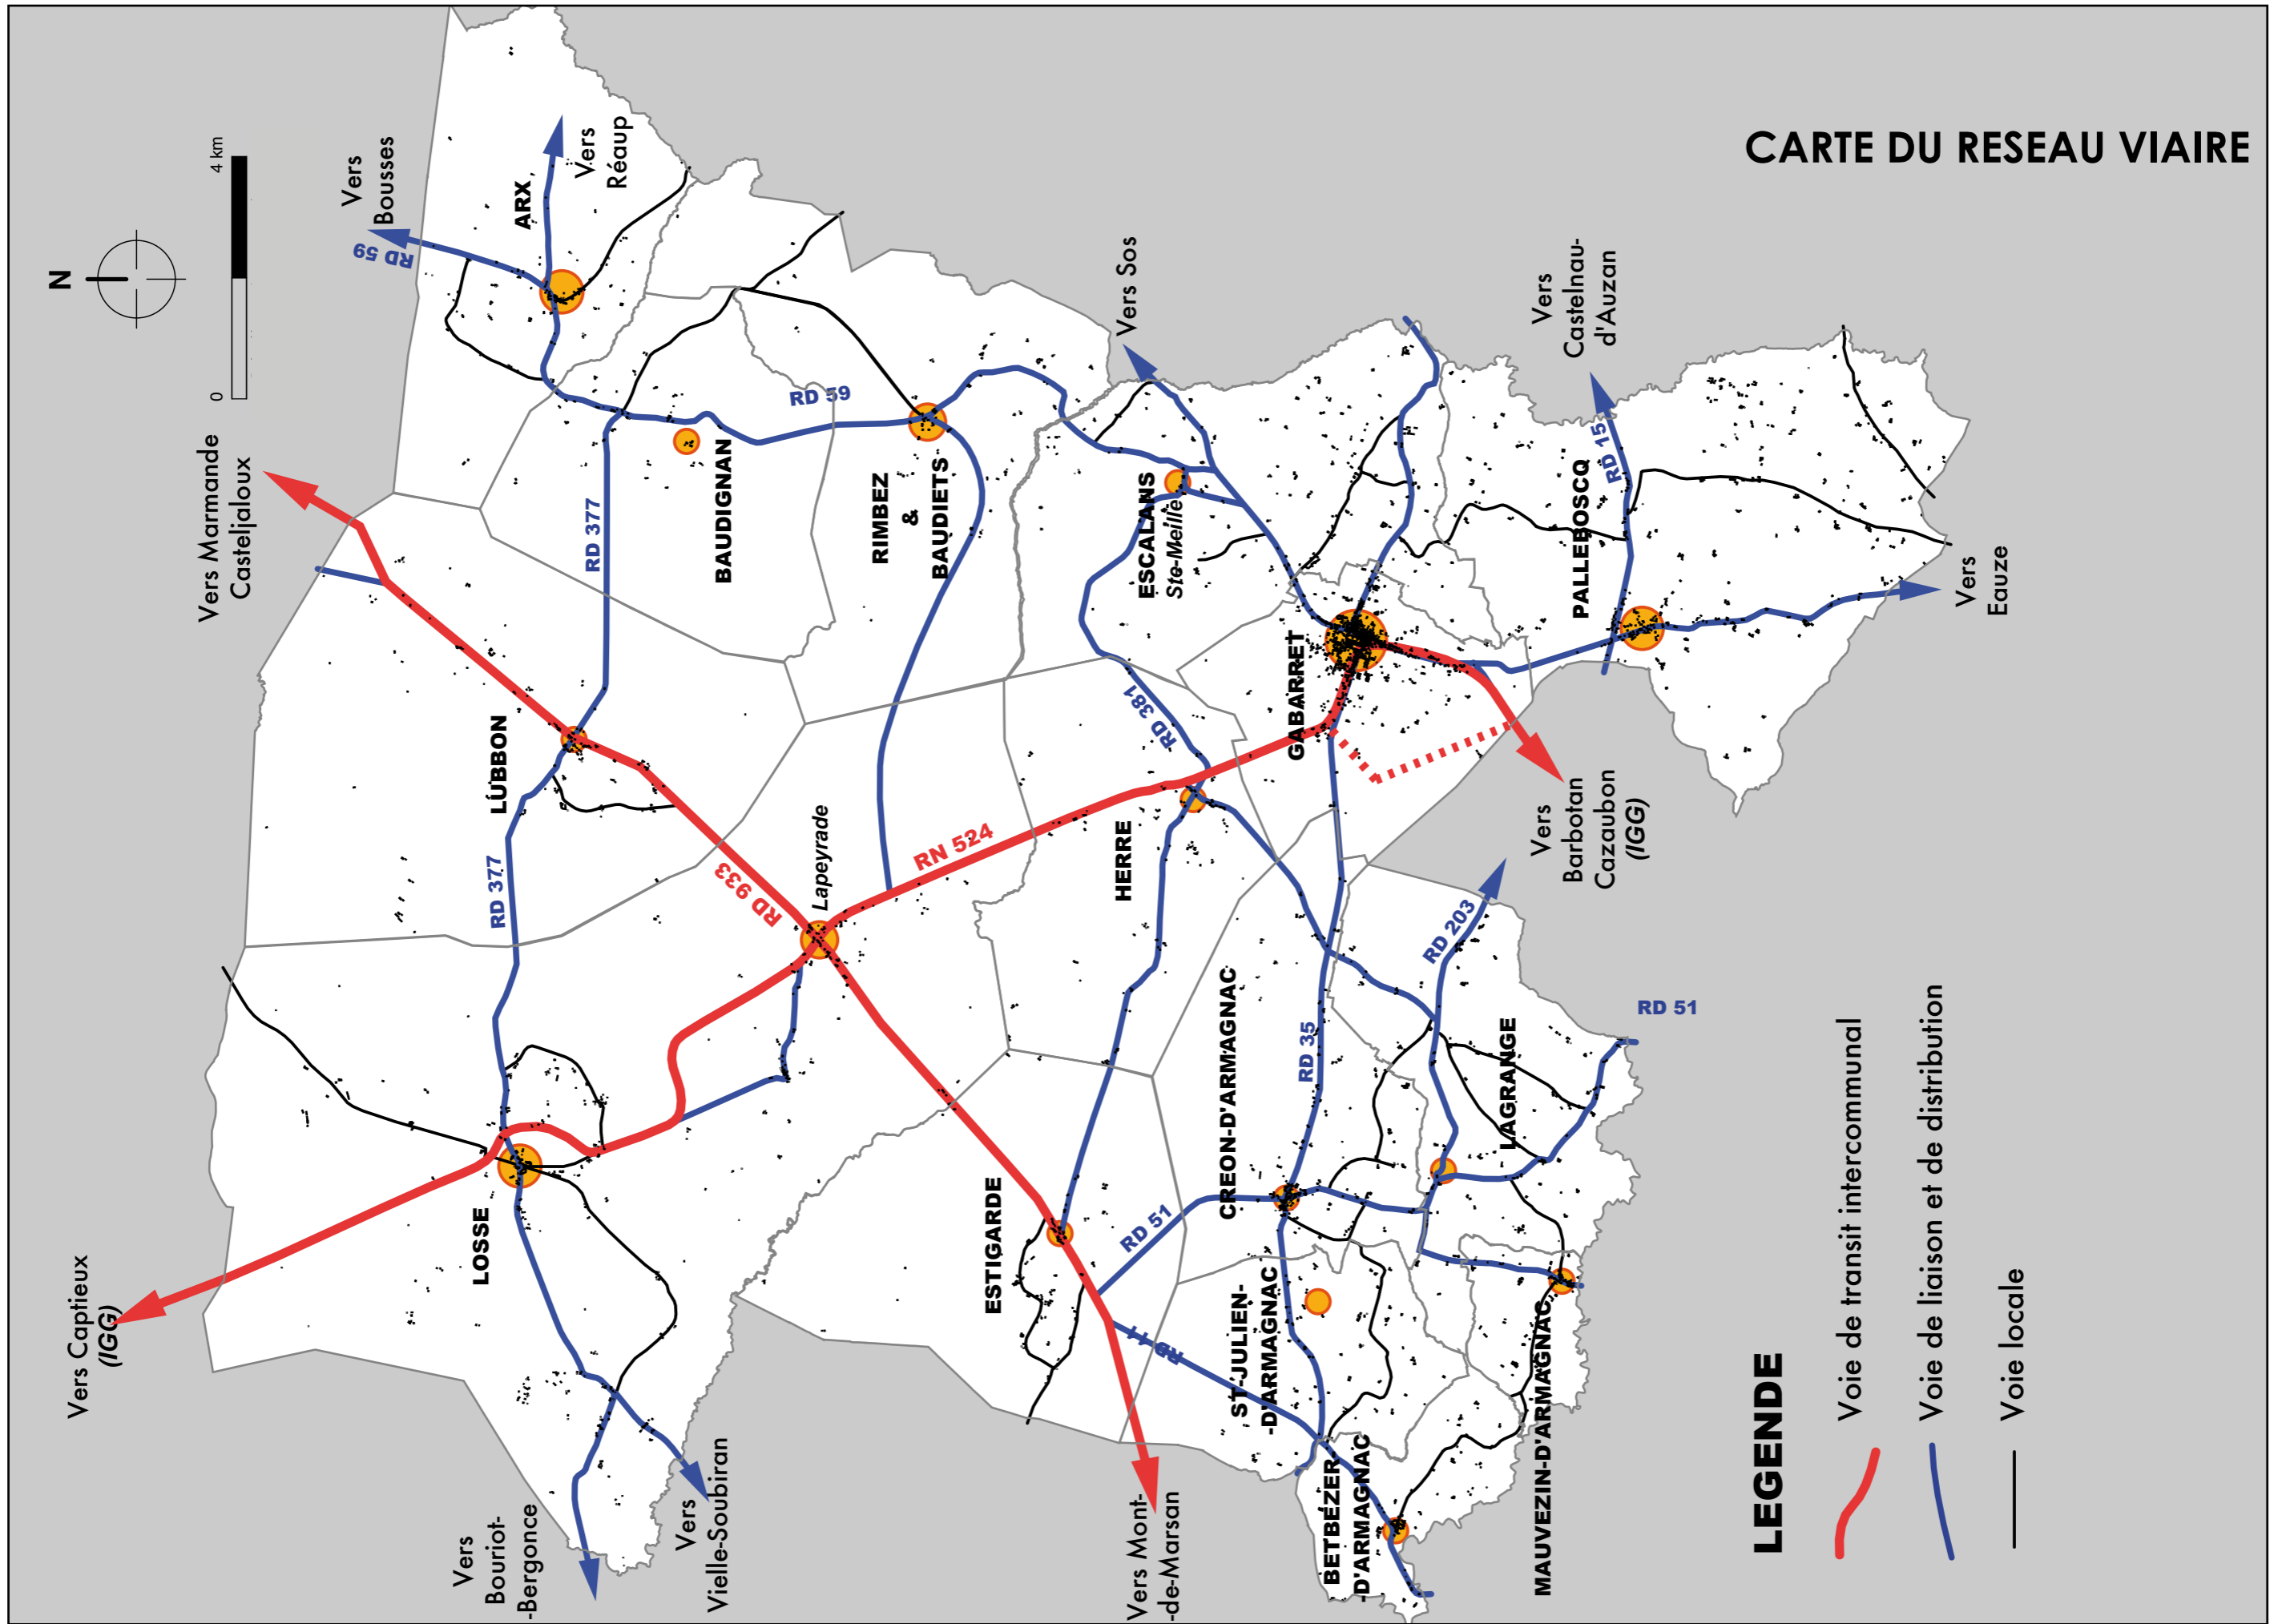 CARTE DU RESEAU VIAIRE
N
0
4 km
Vers Captieux
(IGG)
Vers Marmande
Casteljaloux
Vers
Bousses
RD 59
ARX
Vers
Réaup
LOSSE
RD 377
LUBBON
RD 377
BAUDIGNAN
RD 59
Vers
Bouriot-
-Bergonce
Vers
Vielle-Soubiran
RD 933
Lapeyrade
RN 524
RIMBEZ
&
BAUDIETS
ESTIGARDE
HERRE
RD 381
ESCALANS
Ste-Meille
Vers Sos
Vers Mont-
-de-Marsan
RD 51
RD
CREON-D'ARMAGNAC
RD 35
GABARRET
ST-JULIEN-
-D'ARMAGNAC
BETBEZER-
-D'ARMAGNAC
MAUVEZIN-D'ARMAGNAC
LAGRANGE
RD 203
RD 51
Vers
Barbotan
Cazaubon
(IGG)
PALLEBOSCQ
RD 15
Vers
Castelnau-
d'Auzan
Vers
Eauze
LEGENDE
Voie de transit intercommunal
Voie de liaison et de distribution
Voie locale